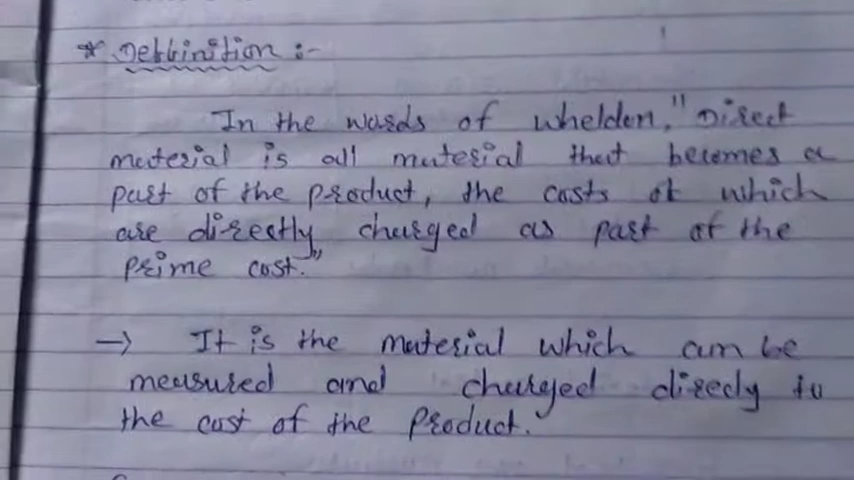 * Definition :-
In the words of whelden, "Direct
material is all material that becomes a
part of the product, the costs of which
are directly charged as part of the
prime cost."
→ It is the material which can be
measured and charged direcly to
the cost of the product.